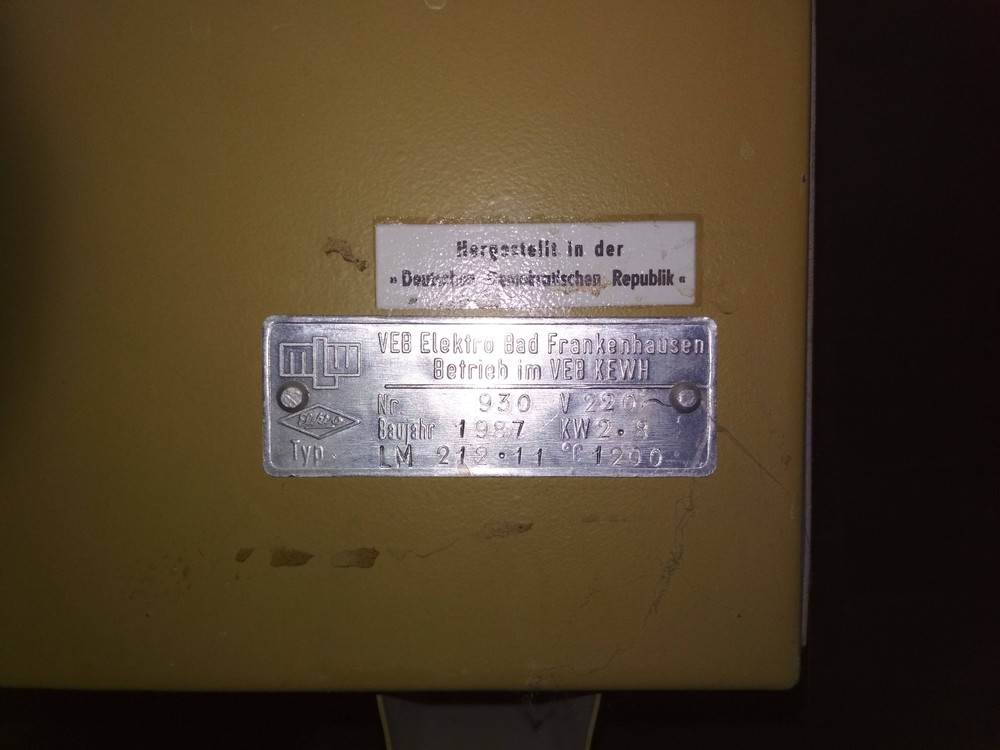 Hergestellt in der
» Deutschen Demokratischen Republik «
mLW
VEB Elektro Bad Frankenhausen
Betrieb im VEB KEWH
Nr 930 V 220
Baujahr 1987 KW 2.8
Typ LM 212.11 °C 1200